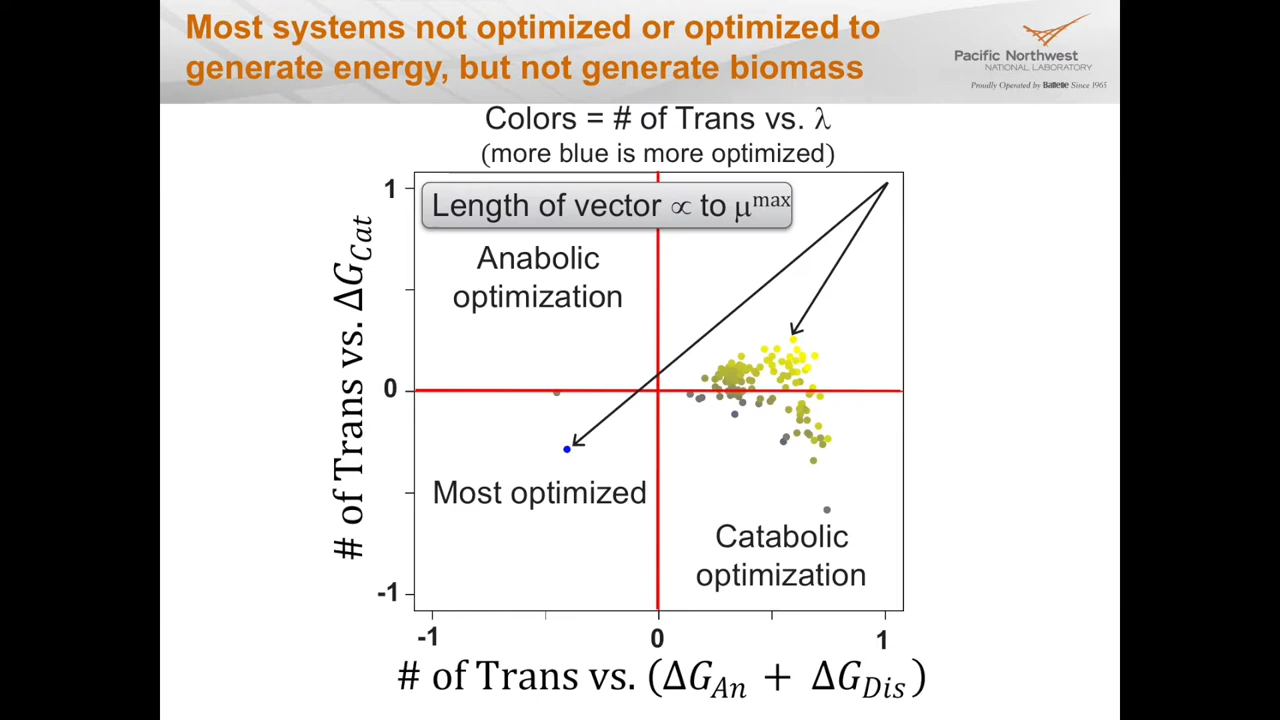 Most systems not optimized or optimized to
generate energy, but not generate biomass
Pacific Northwest
NATIONAL LABORATORY
Proudly Operated by Battelle Since 1965
Colors = # of Trans vs. λ
(more blue is more optimized)
Length of vector ∝ to μ^max
Anabolic
optimization
Most optimized
Catabolic
optimization
# of Trans vs. ΔG_Cat
1
0
-1
-1
0
1
# of Trans vs. (ΔG_An + ΔG_Dis)